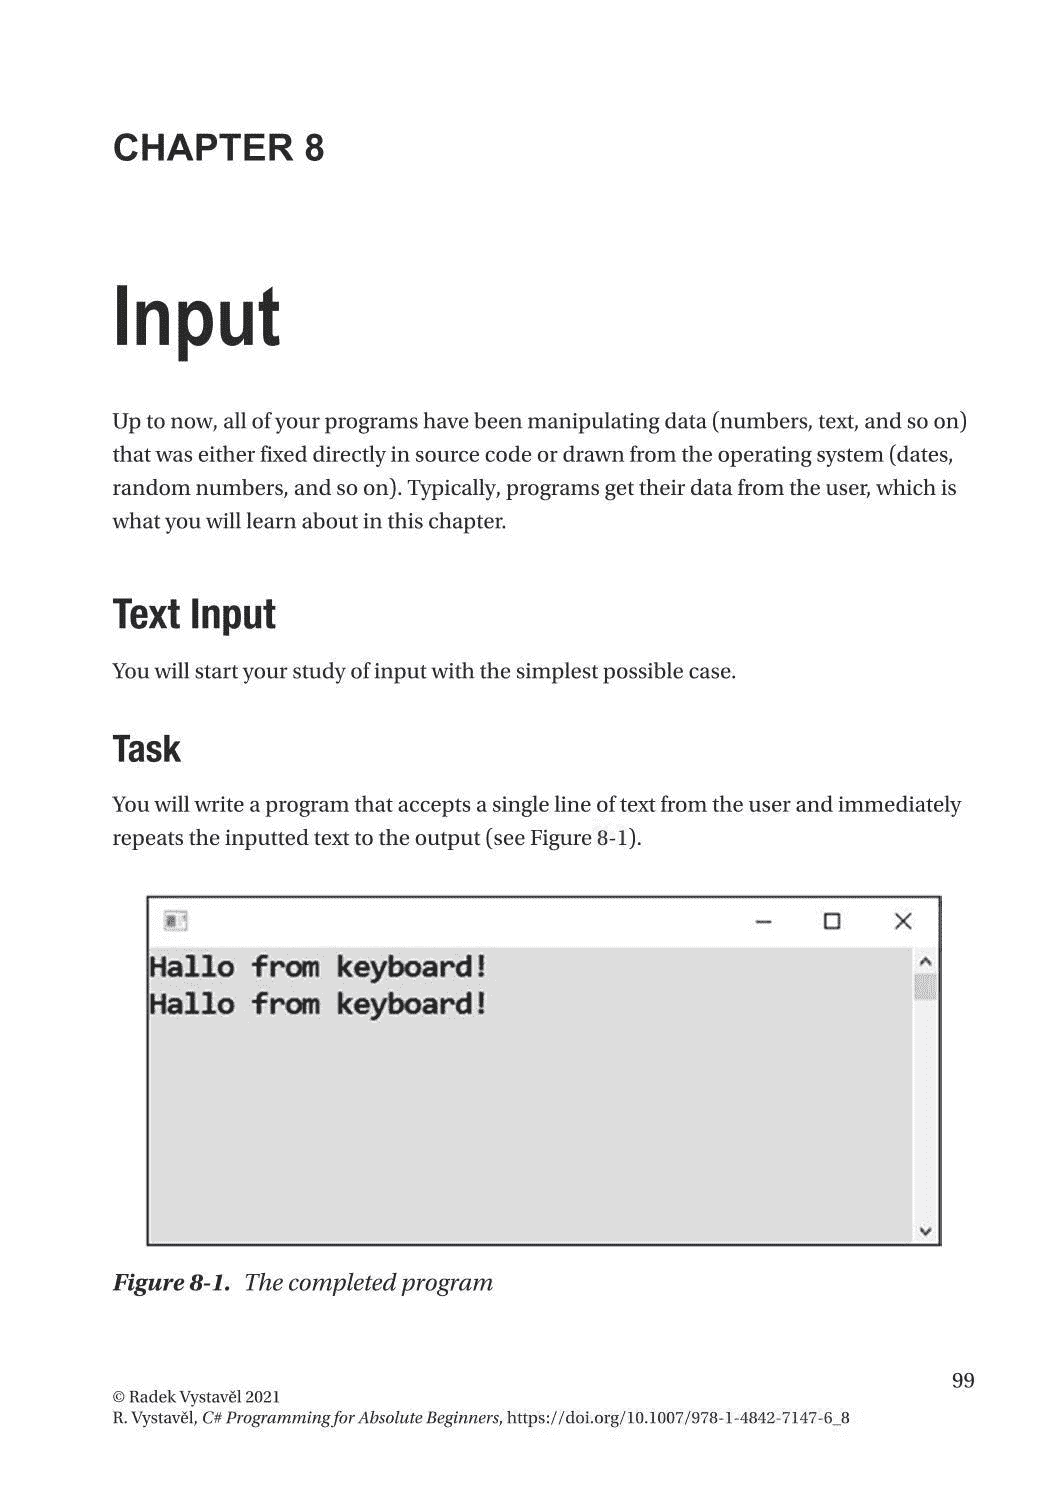 CHAPTER 8
Input
Up to now, all of your programs have been manipulating data (numbers, text, and so on)
that was either fixed directly in source code or drawn from the operating system (dates,
random numbers, and so on). Typically, programs get their data from the user, which is
what you will learn about in this chapter.
Text Input
You will start your study of input with the simplest possible case.
Task
You will write a program that accepts a single line of text from the user and immediately
repeats the inputted text to the output (see Figure 8-1).
Hallo from keyboard!
Hallo from keyboard!
Figure 8-1. The completed program
99
© Radek Vystavěl 2021
R. Vystavěl, C# Programming for Absolute Beginners, https://doi.org/10.1007/978-1-4842-7147-6_8